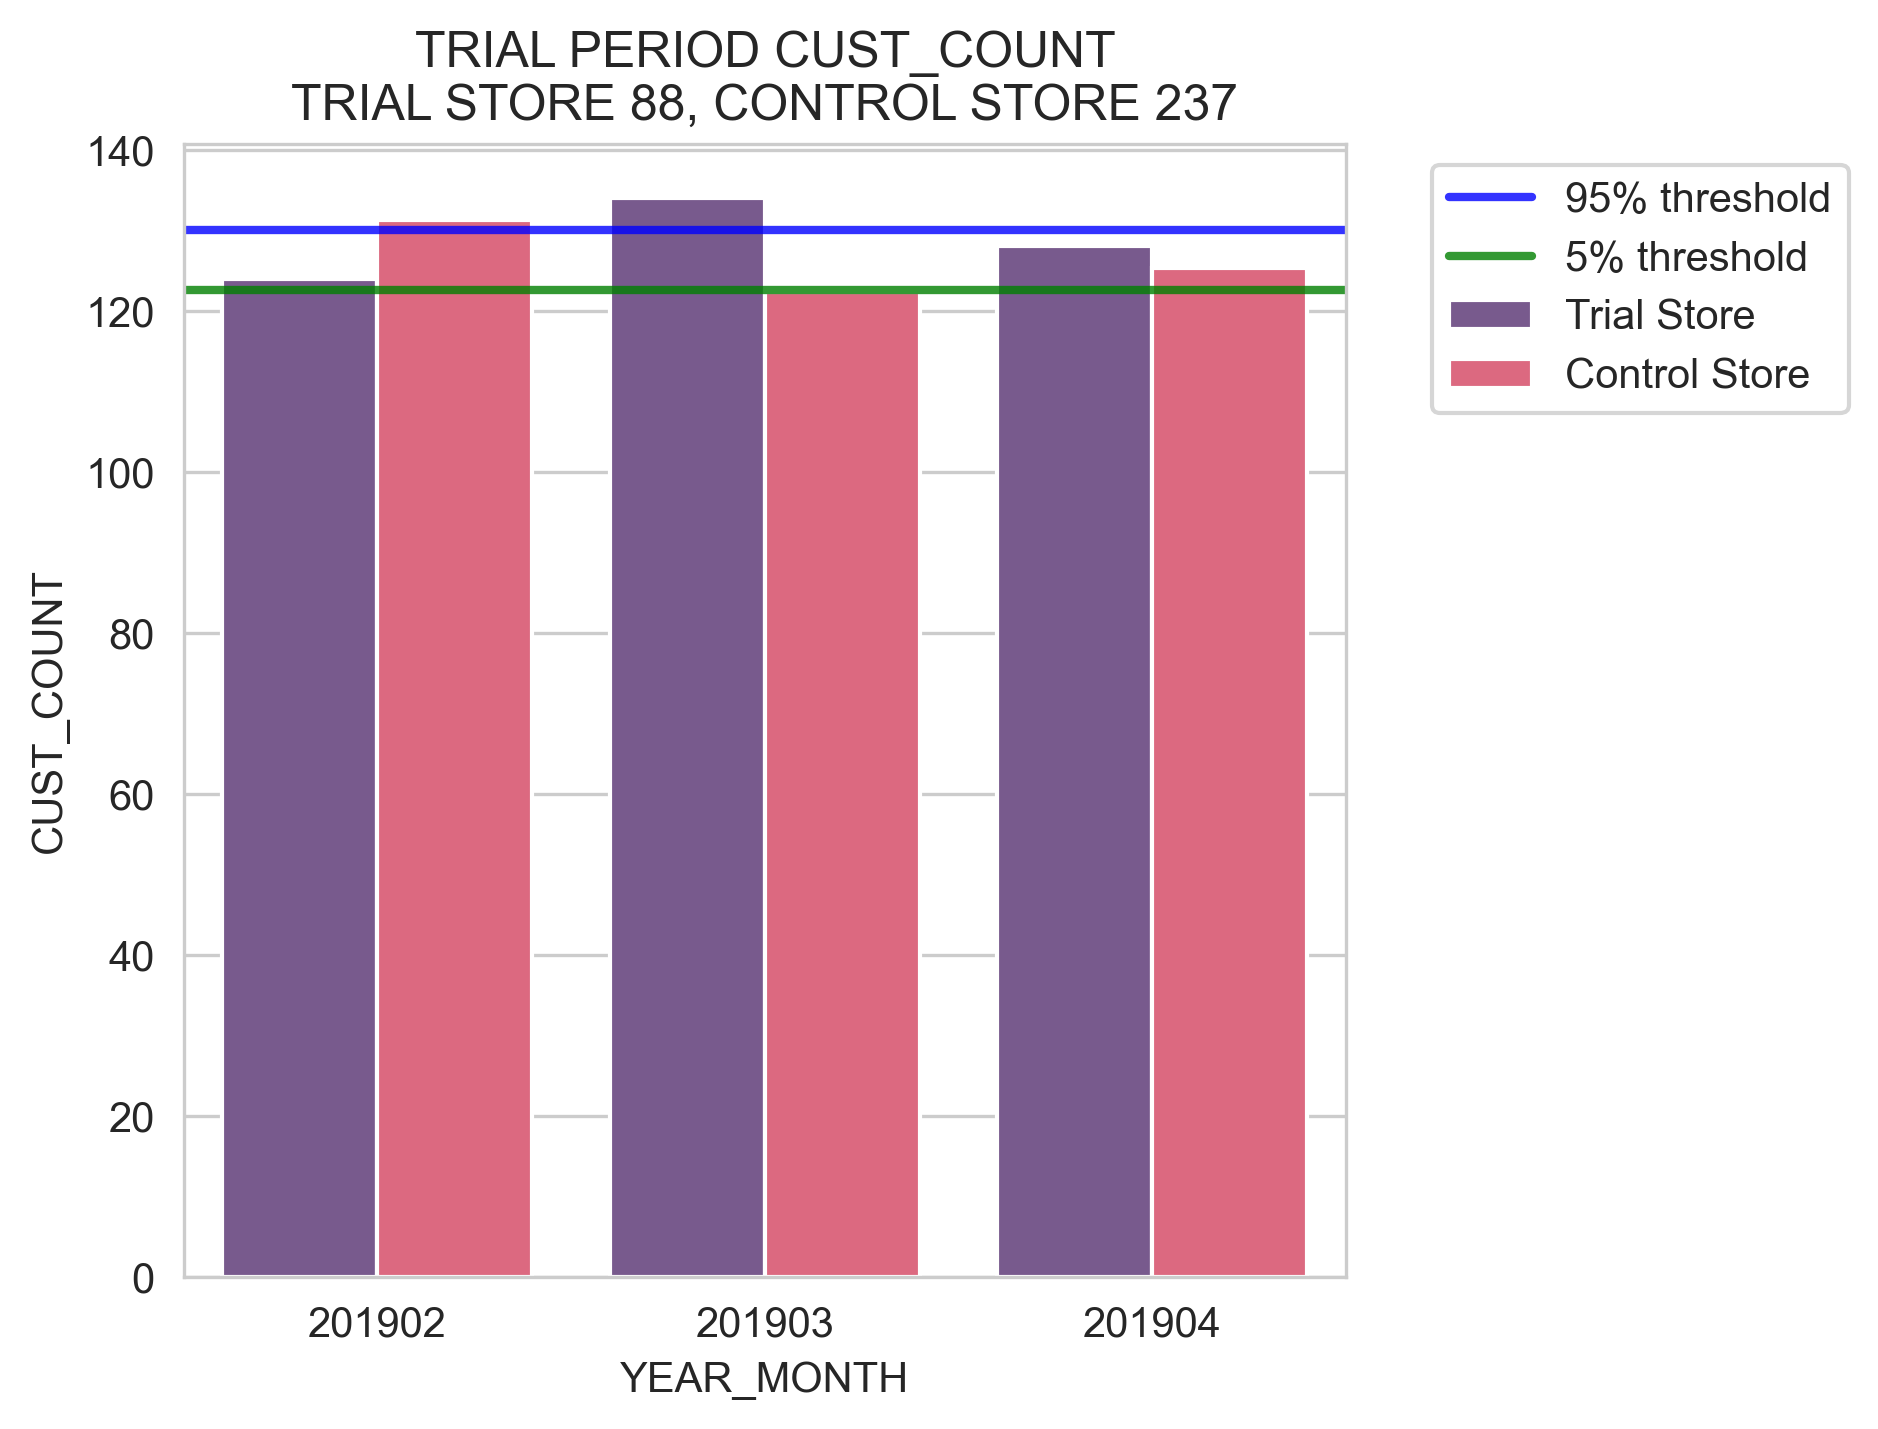 TRIAL PERIOD CUST_COUNT
TRIAL STORE 88, CONTROL STORE 237
140
120
100
80
60
40
20
0
CUST_COUNT
201902
201903
201904
YEAR_MONTH
95% threshold
5% threshold
Trial Store
Control Store